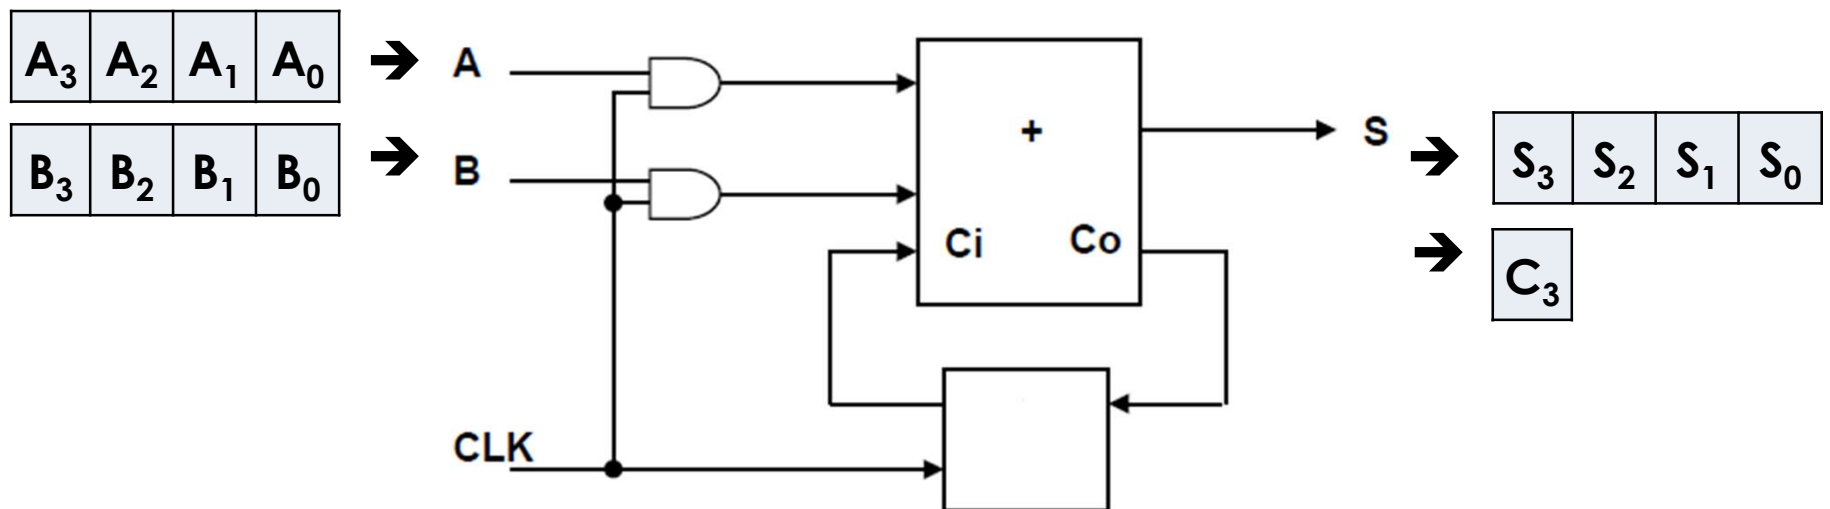 A₃ A₂ A₁ A₀ ➔ A
B₃ B₂ B₁ B₀ ➔ B
+
Ci Co
S ➔ S₃ S₂ S₁ S₀
➔ C₃
CLK